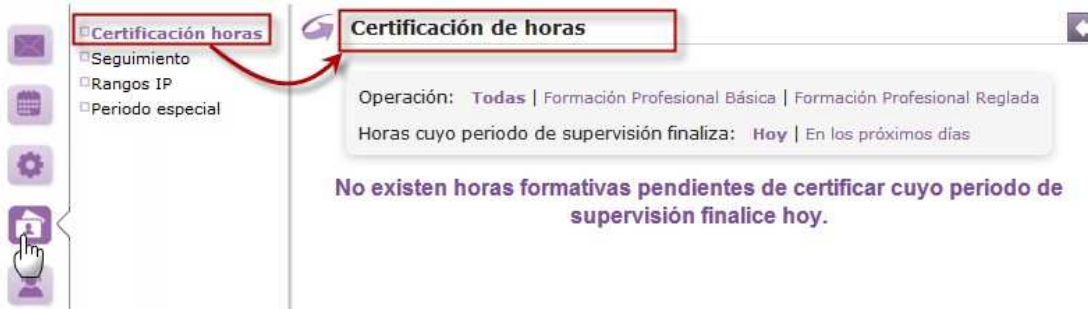 Certificación horas
Seguimiento
Rangos IP
Periodo especial
Certificación de horas
Operación: Todas | Formación Profesional Básica | Formación Profesional Reglada
Horas cuyo periodo de supervisión finaliza: Hoy | En los próximos días
No existen horas formativas pendientes de certificar cuyo periodo de
supervisión finalice hoy.